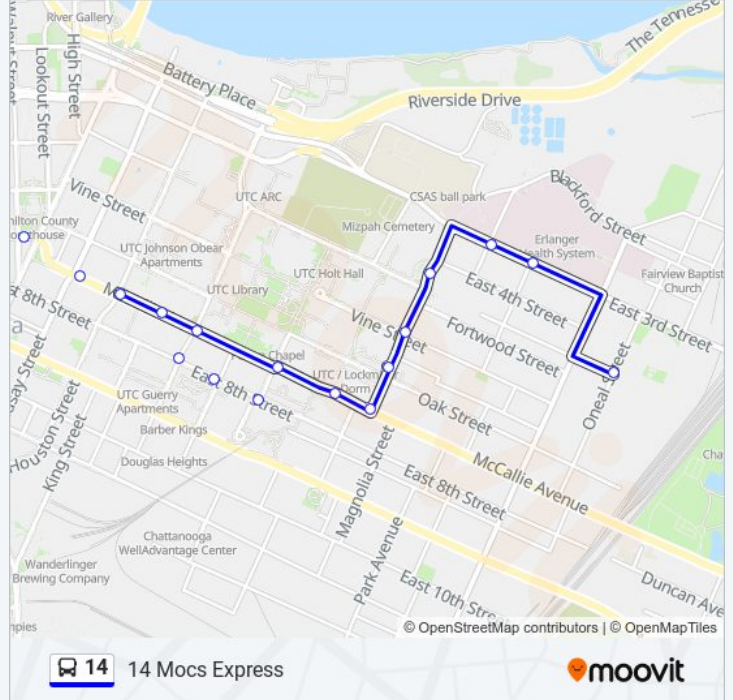 River Gallery
The Tennesse
High Street
Lookout Street
Battery Place
Riverside Drive
Vine Street
UTC ARC
CSAS ball park
Blackford Street
Mizpah Cemetery
UTC Johnson Obear
Apartments
Erlanger
Health System
UTC Holt Hall
Fairview Baptist
Church
UTC Library
East 4th Street
East 3rd Street
Vine Street
Fortwood Street
Chapel
UTC / Lockm
Dorm
Oneal Street
East 8th Street
UTC Guerry
Apartments
Oak Street
Barber Kings
Houston Street
King Street
Douglas Heights
McCallie Avenue
East 8th Street
Magnolia Street
Chattanooga
WellAdvantage Center
Park Avenue
Wanderlinger
Brewing Company
East 10th Stre
Duncan Ave
© OpenStreetMap contributors | © OpenMapTiles
14 14 Mocs Express
moovit